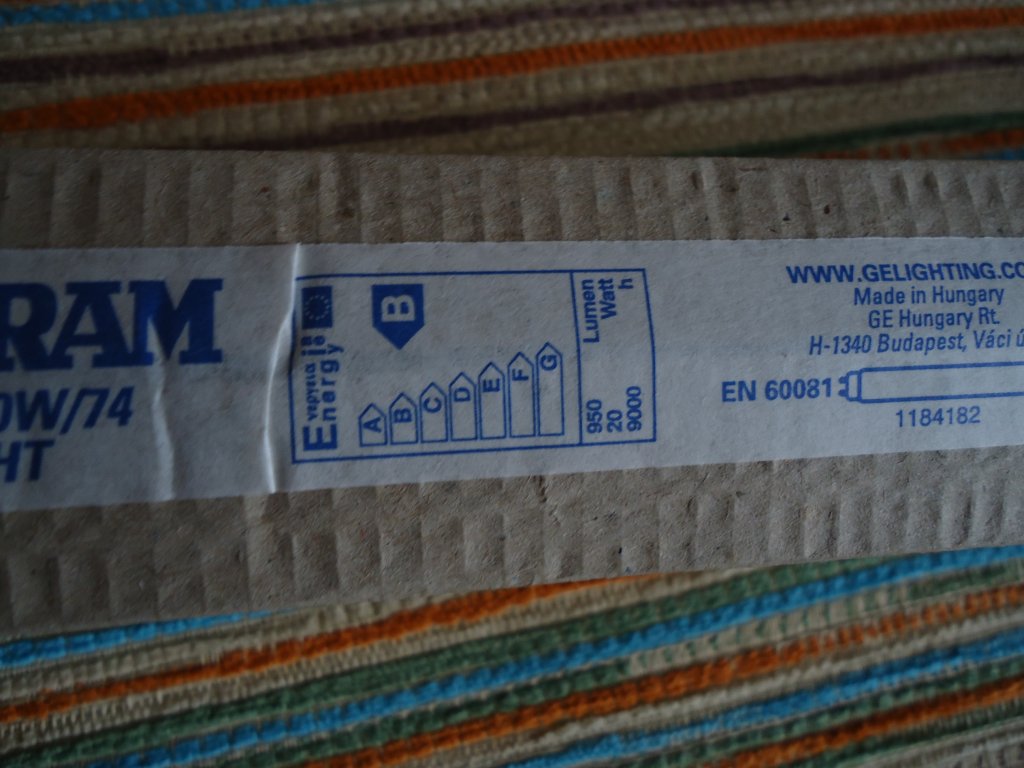 RAM
0W/74
HT
Energy
B
A
B
C
D
E
F
G
Lumen
Watt
h
950
20
9000
WWW.GELIGHTING.CO
Made in Hungary
GE Hungary Rt.
H-1340 Budapest, Váci ú
EN 60081
1184182